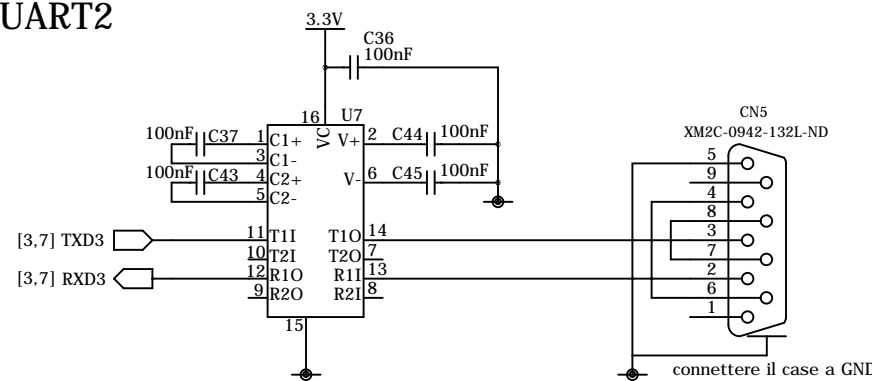 UART2
3.3V
C36
100nF
16 U7
VC
100nF C37 1 C1+ V+ 2 C44 100nF
3 C1-
100nF C43 4 C2+ V- 6 C45 100nF
5 C2-
[3,7] TXD3 11 T1I T1O 14
10 T2I T2O 7
[3,7] RXD3 12 R1O R1I 13
9 R2O R2I 8
15
CN5
XM2C-0942-132L-ND
5
9
4
8
3
7
2
6
1
connettere il case a GND